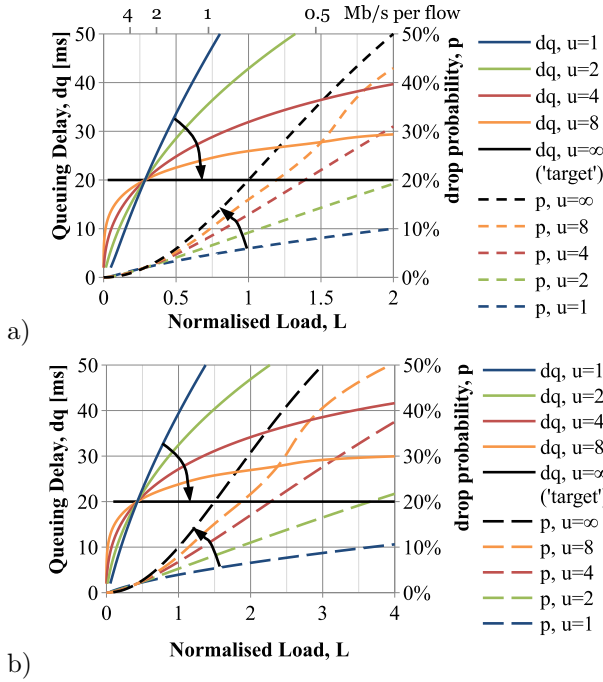 4 2 1 0.5 Mb/s per flow
50
40
30
20
10
0
Queuing Delay, dq [ms]
50%
40%
30%
20%
10%
0%
drop probability, p
0 0.5 1 1.5 2
Normalised Load, L
dq, u=1
dq, u=2
dq, u=4
dq, u=8
dq, u=∞
('target')
p, u=∞
p, u=8
p, u=4
p, u=2
p, u=1
a)
50
40
30
20
10
0
Queuing Delay, dq [ms]
50%
40%
30%
20%
10%
0%
drop probability, p
0 1 2 3 4
Normalised Load, L
dq, u=1
dq, u=2
dq, u=4
dq, u=8
dq, u=∞
('target')
p, u=∞
p, u=8
p, u=4
p, u=2
p, u=1
b)